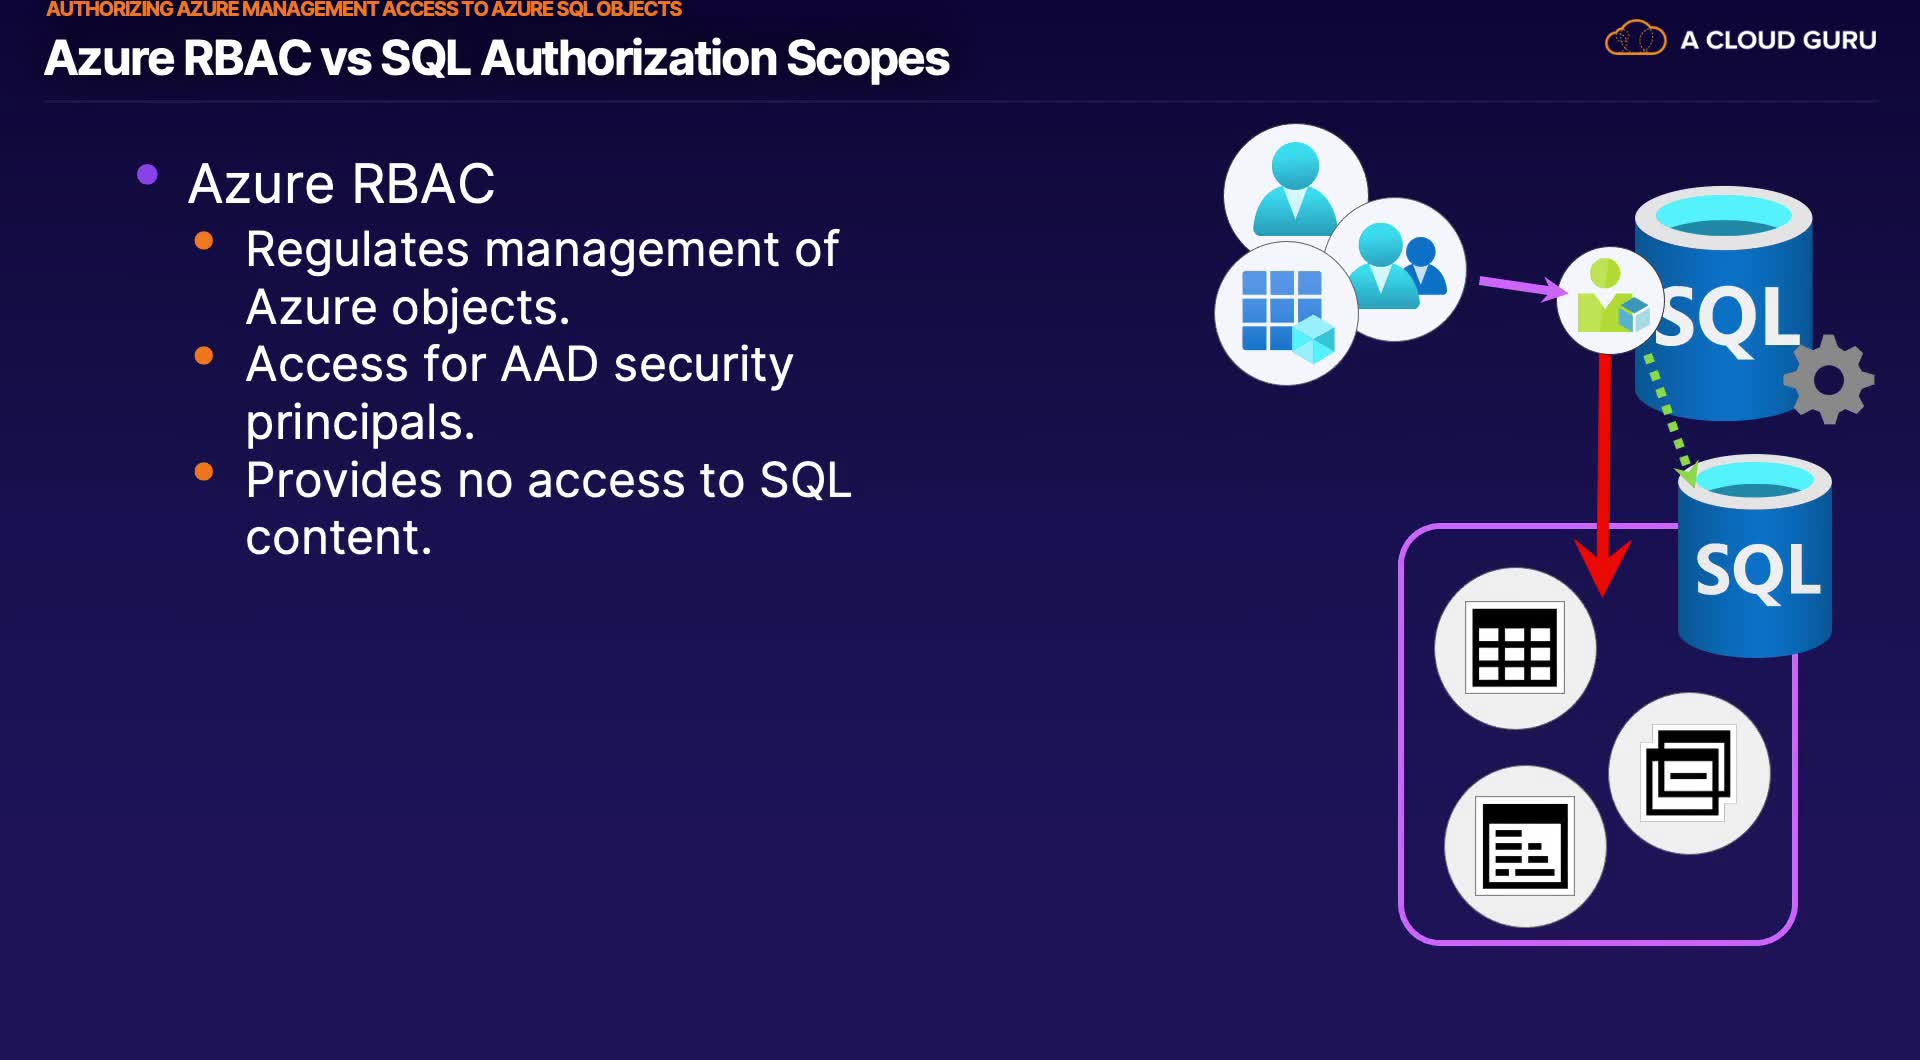 AUTHORIZING AZURE MANAGEMENT ACCESS TO AZURE SQL OBJECTS
Azure RBAC vs SQL Authorization Scopes
A CLOUD GURU
Azure RBAC
Regulates management of
Azure objects.
Access for AAD security
principals.
Provides no access to SQL
content.
SQL
SQL